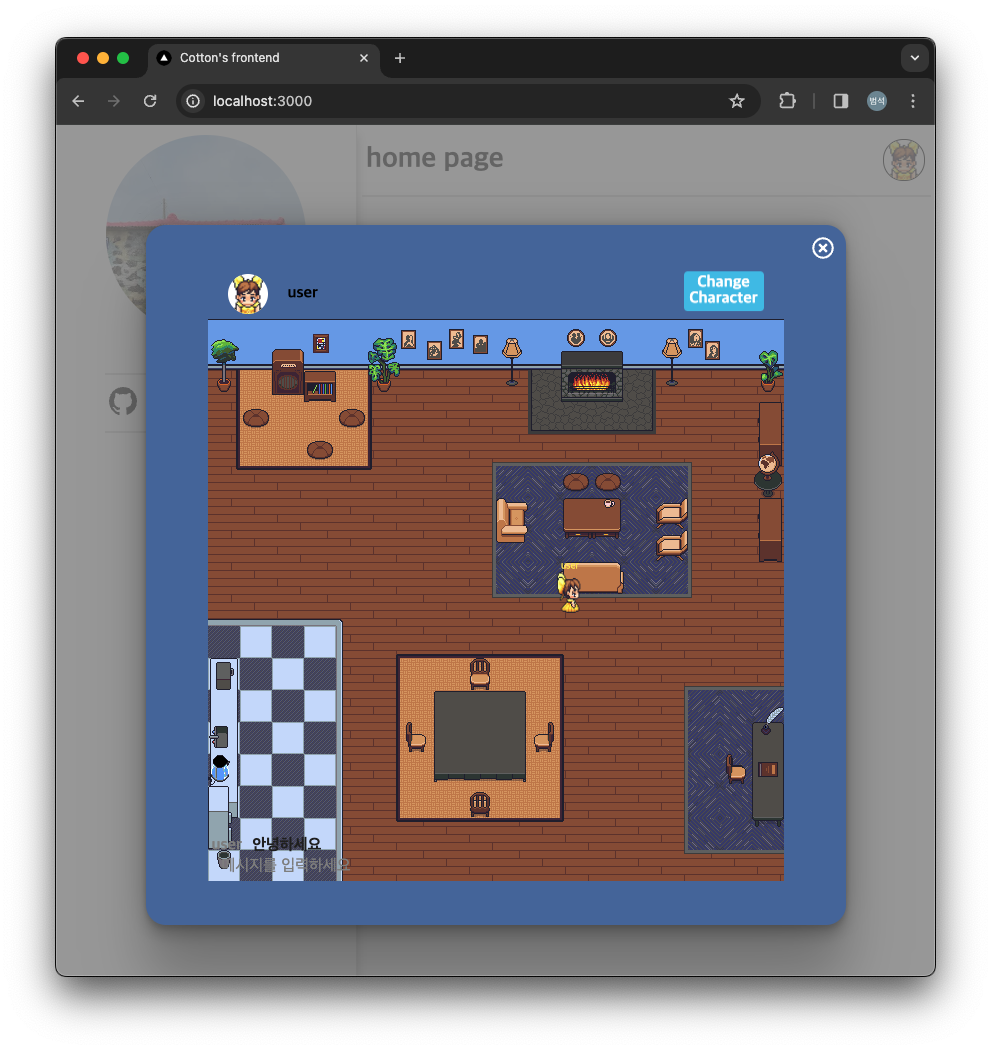 Cotton's frontend
localhost:3000
범석
home page
user
Change
Character
user
user 안녕하세요
메시지를 입력하세요